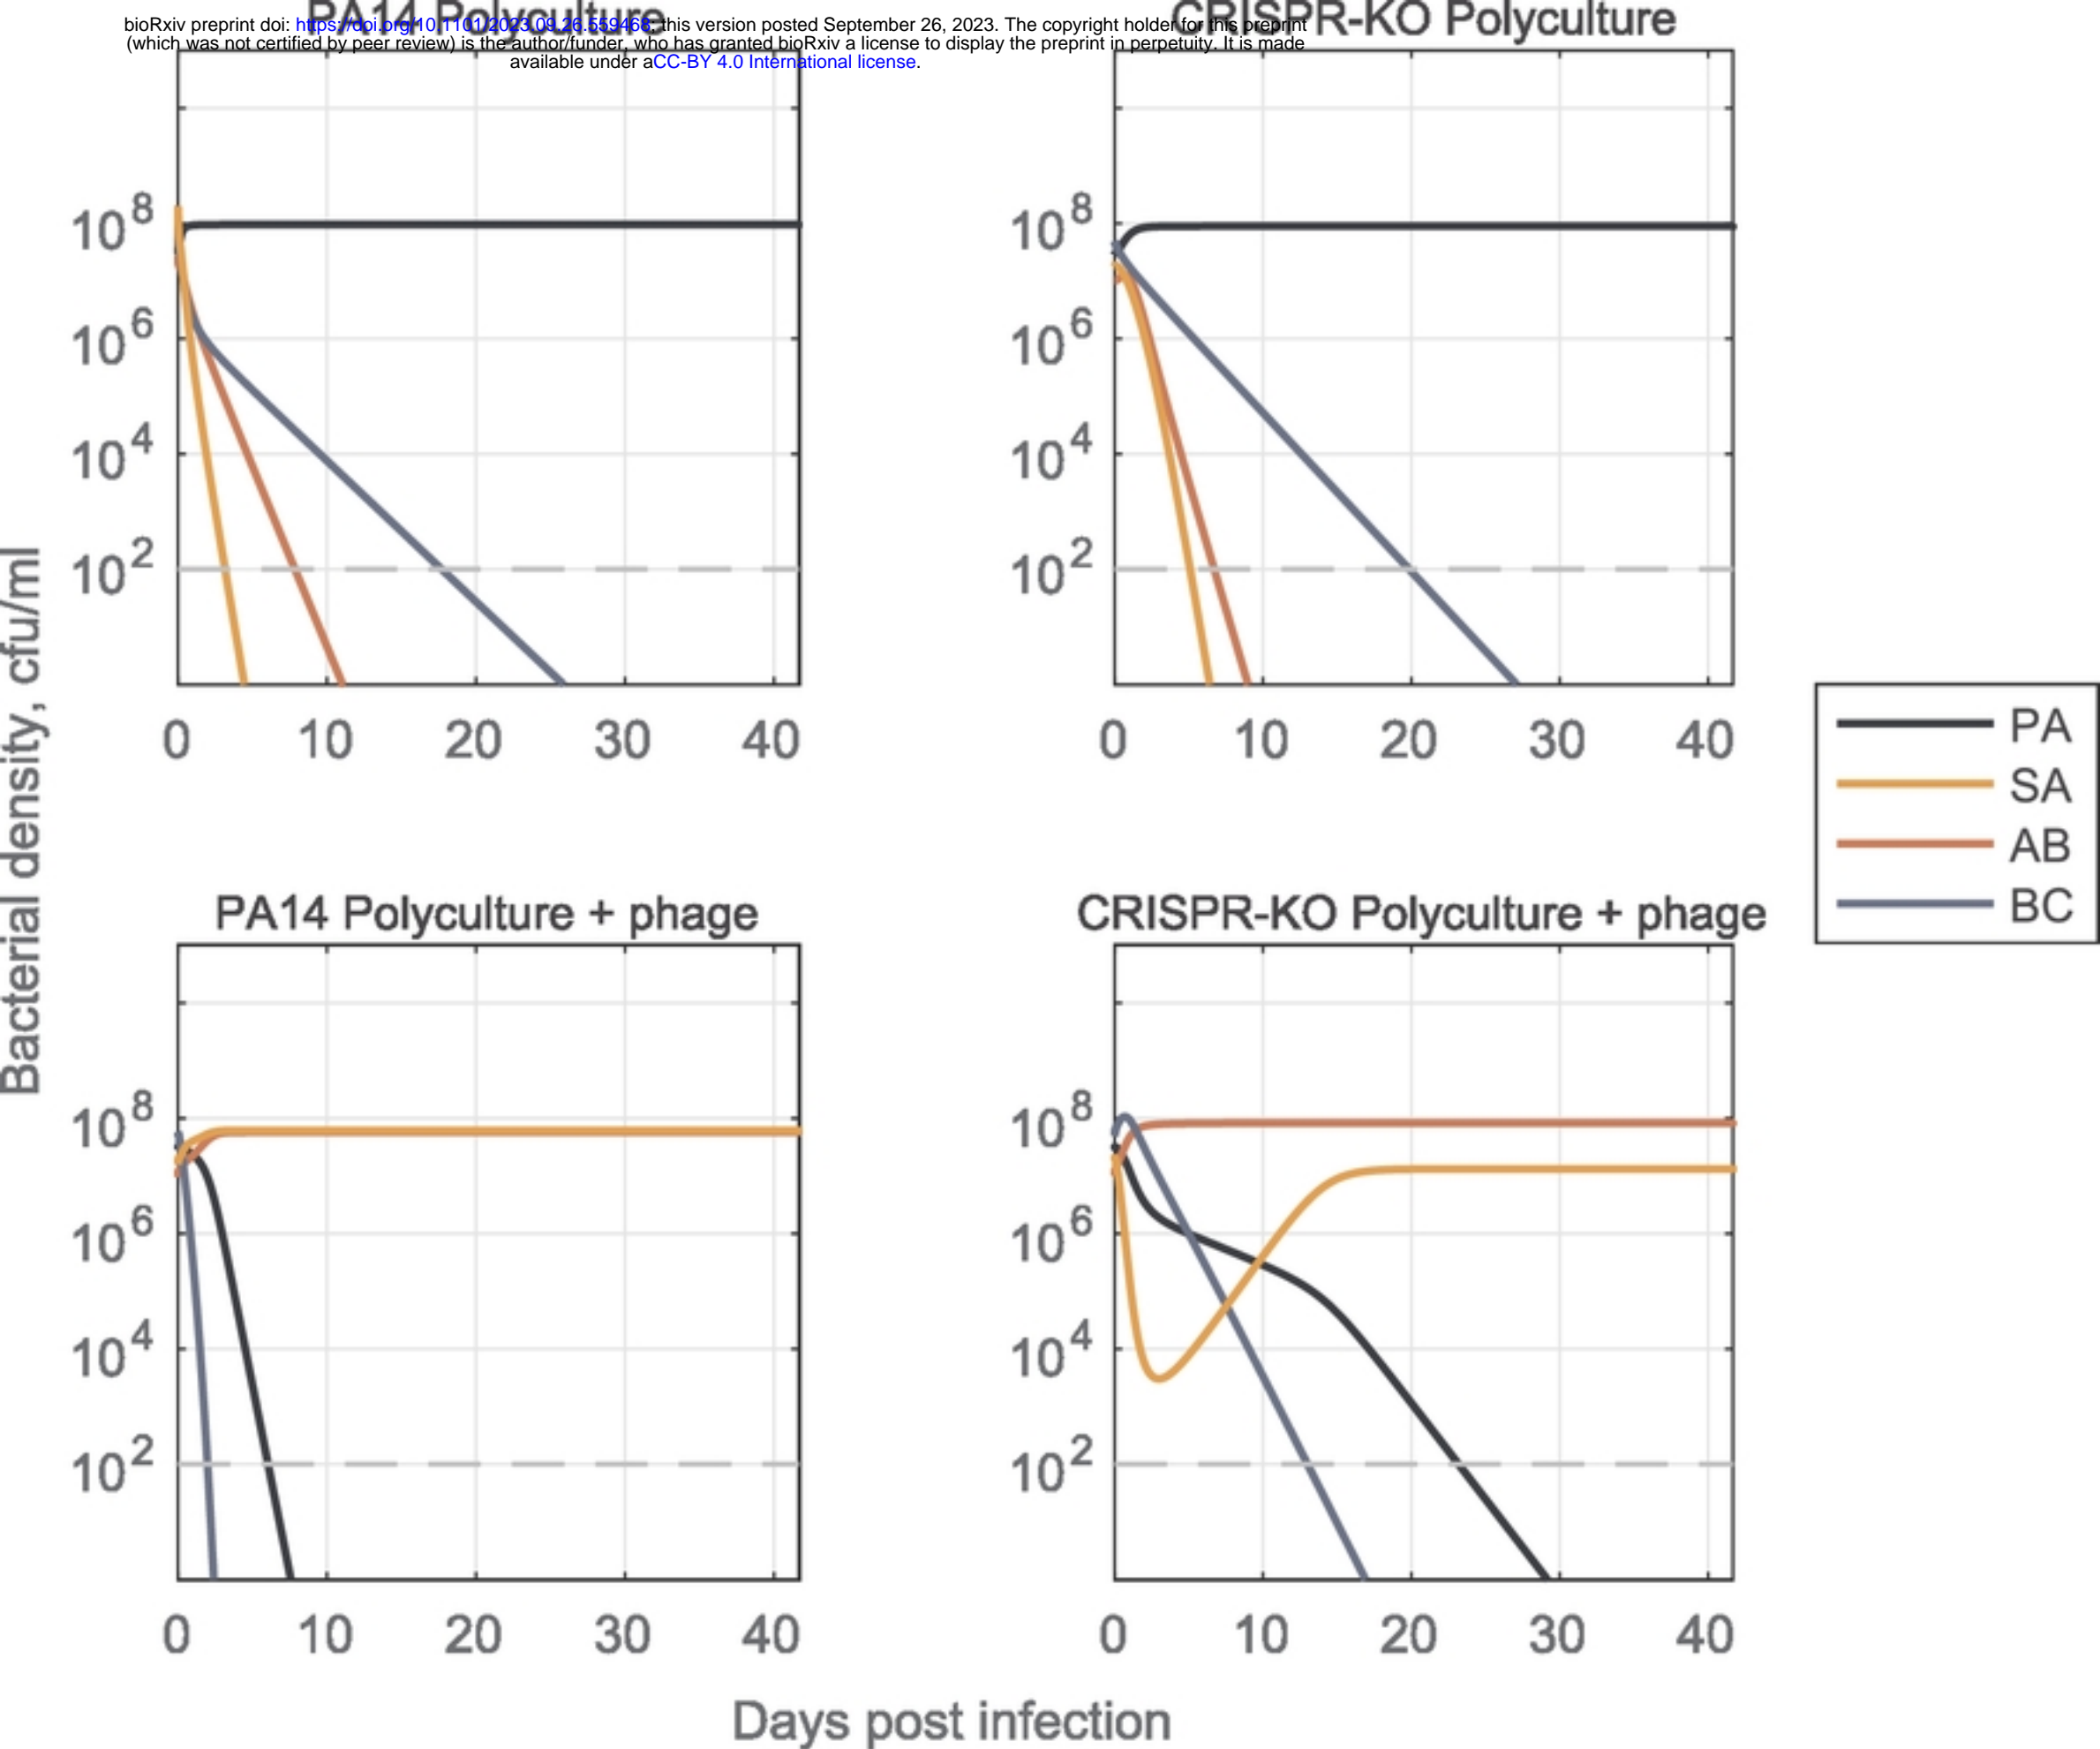 PA14 Polyculture
CRISPR-KO Polyculture
bioRxiv preprint doi: https://doi.org/10.1101/2023.09.26.559468; this version posted September 26, 2023. The copyright holder for this preprint
(which was not certified by peer review) is the author/funder, who has granted bioRxiv a license to display the preprint in perpetuity. It is made
available under aCC-BY 4.0 International license.
10^8
10^6
10^4
10^2
0 10 20 30 40
10^8
10^6
10^4
10^2
0 10 20 30 40
Bacterial density, cfu/ml
PA
SA
AB
BC
PA14 Polyculture + phage
10^8
10^6
10^4
10^2
0 10 20 30 40
CRISPR-KO Polyculture + phage
10^8
10^6
10^4
10^2
0 10 20 30 40
Days post infection